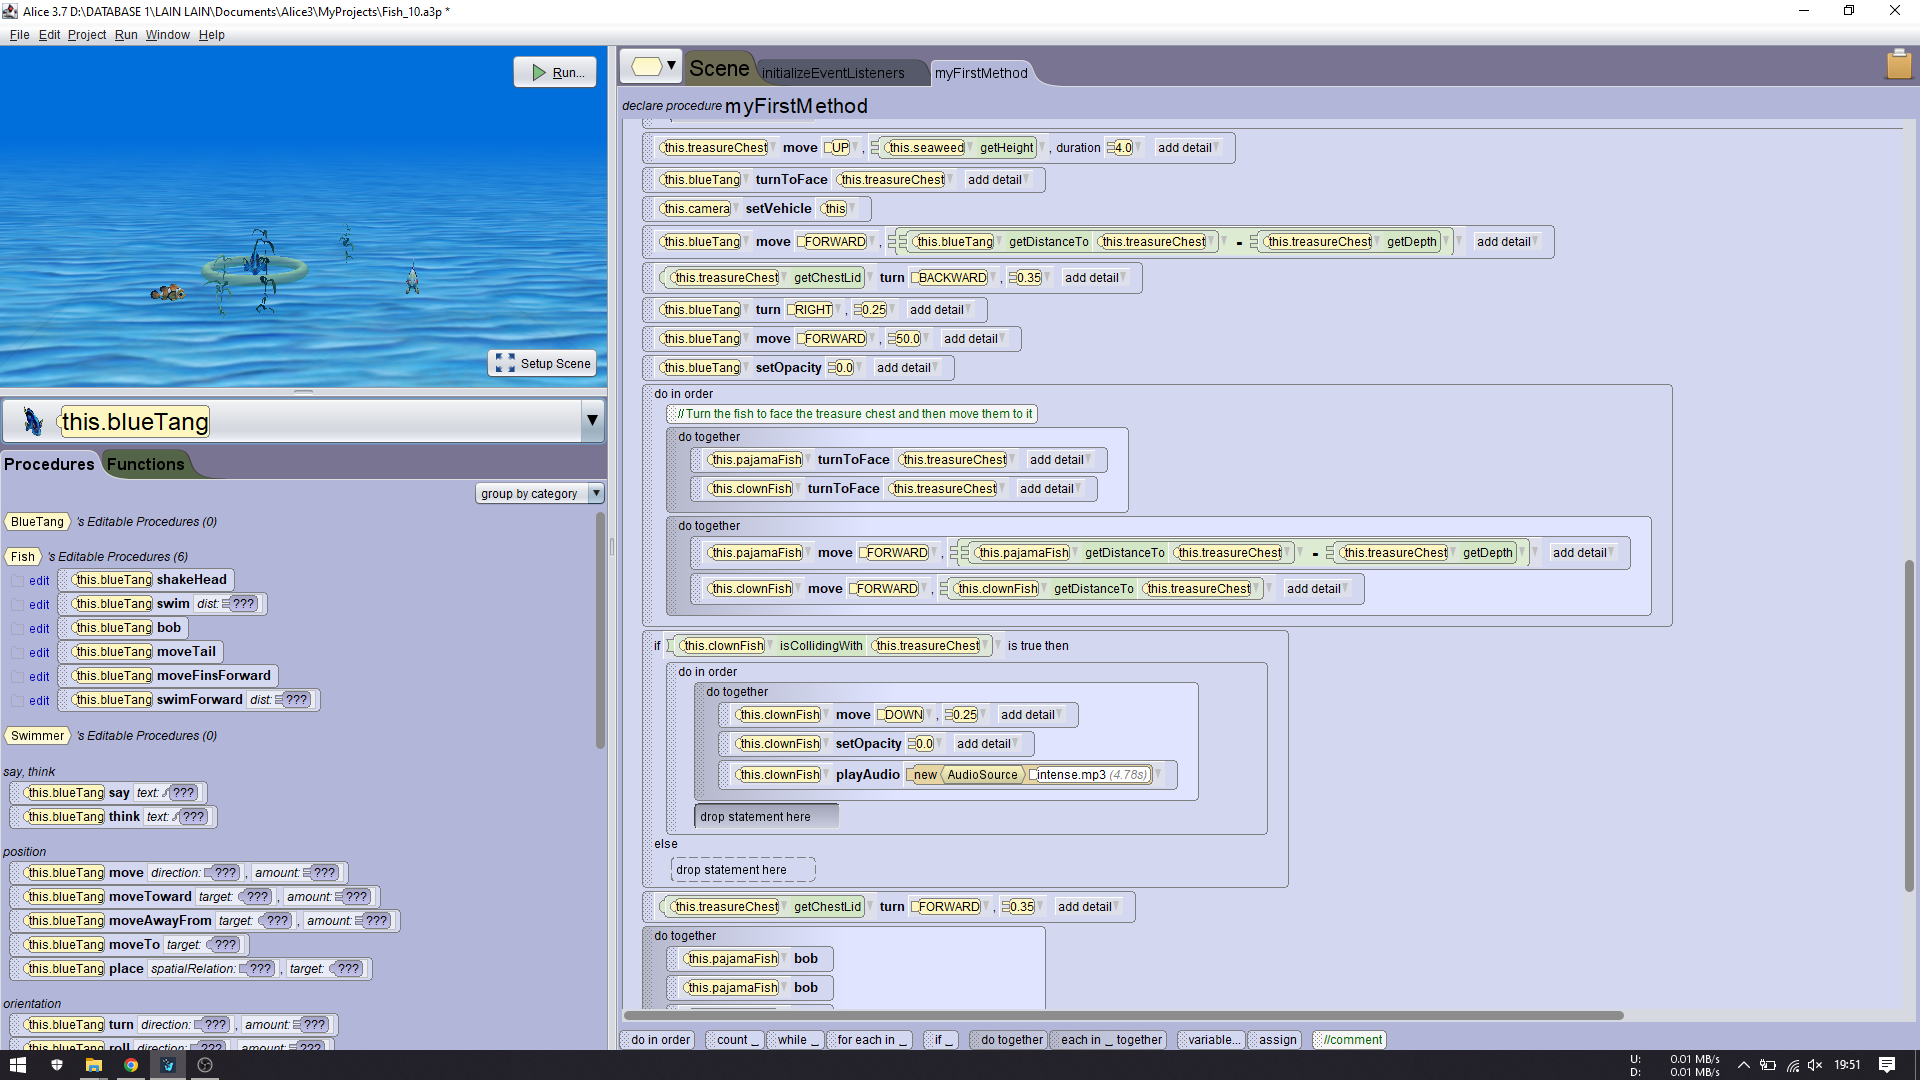 Alice 3.7 D:\DATABASE 1\LAIN LAIN\Documents\Alice3\MyProjects\Fish_10.a3p *
File Edit Project Run Window Help
Run...
Setup Scene
this.blueTang
Procedures Functions
group by category
BlueTang 's Editable Procedures (0)
Fish 's Editable Procedures (6)
edit this.blueTang shakeHead
edit this.blueTang swim dist: ???
edit this.blueTang bob
edit this.blueTang moveTail
edit this.blueTang moveFinsForward
edit this.blueTang swimForward dist: ???
Swimmer 's Editable Procedures (0)
say, think
this.blueTang say text: ???
this.blueTang think text: ???
position
this.blueTang move direction: ??? , amount: ???
this.blueTang moveToward target: ??? , amount: ???
this.blueTang moveAwayFrom target: ??? , amount: ???
this.blueTang moveTo target: ???
this.blueTang place spatialRelation: ??? , target: ???
orientation
this.blueTang turn direction: ??? , amount: ???
this.blueTang roll direction: ??? , amount: ???
Scene initializeEventListeners myFirstMethod
declare procedure myFirstMethod
this.treasureChest move UP , this.seaweed getHeight , duration 4.0 add detail
this.blueTang turnToFace this.treasureChest add detail
this.camera setVehicle this
this.blueTang move FORWARD , this.blueTang getDistanceTo this.treasureChest - this.treasureChest getDepth add detail
this.treasureChest getChestLid turn BACKWARD , 0.35 add detail
this.blueTang turn RIGHT , 0.25 add detail
this.blueTang move FORWARD , 50.0 add detail
this.blueTang setOpacity 0.0 add detail
do in order
//Turn the fish to face the treasure chest and then move them to it
do together
this.pajamaFish turnToFace this.treasureChest add detail
this.clownFish turnToFace this.treasureChest add detail
do together
this.pajamaFish move FORWARD , this.pajamaFish getDistanceTo this.treasureChest - this.treasureChest getDepth add detail
this.clownFish move FORWARD , this.clownFish getDistanceTo this.treasureChest add detail
if this.clownFish isCollidingWith this.treasureChest is true then
do in order
do together
this.clownFish move DOWN , 0.25 add detail
this.clownFish setOpacity 0.0 add detail
this.clownFish playAudio new AudioSource intense.mp3 (4.78s)
drop statement here
else
drop statement here
this.treasureChest getChestLid turn FORWARD , 0.35 add detail
do together
this.pajamaFish bob
this.pajamaFish bob
do in order count _ while _ for each in _ if _ do together each in _ together variable... assign //comment
U: 0.01 MB/s
D: 0.01 MB/s
19:51